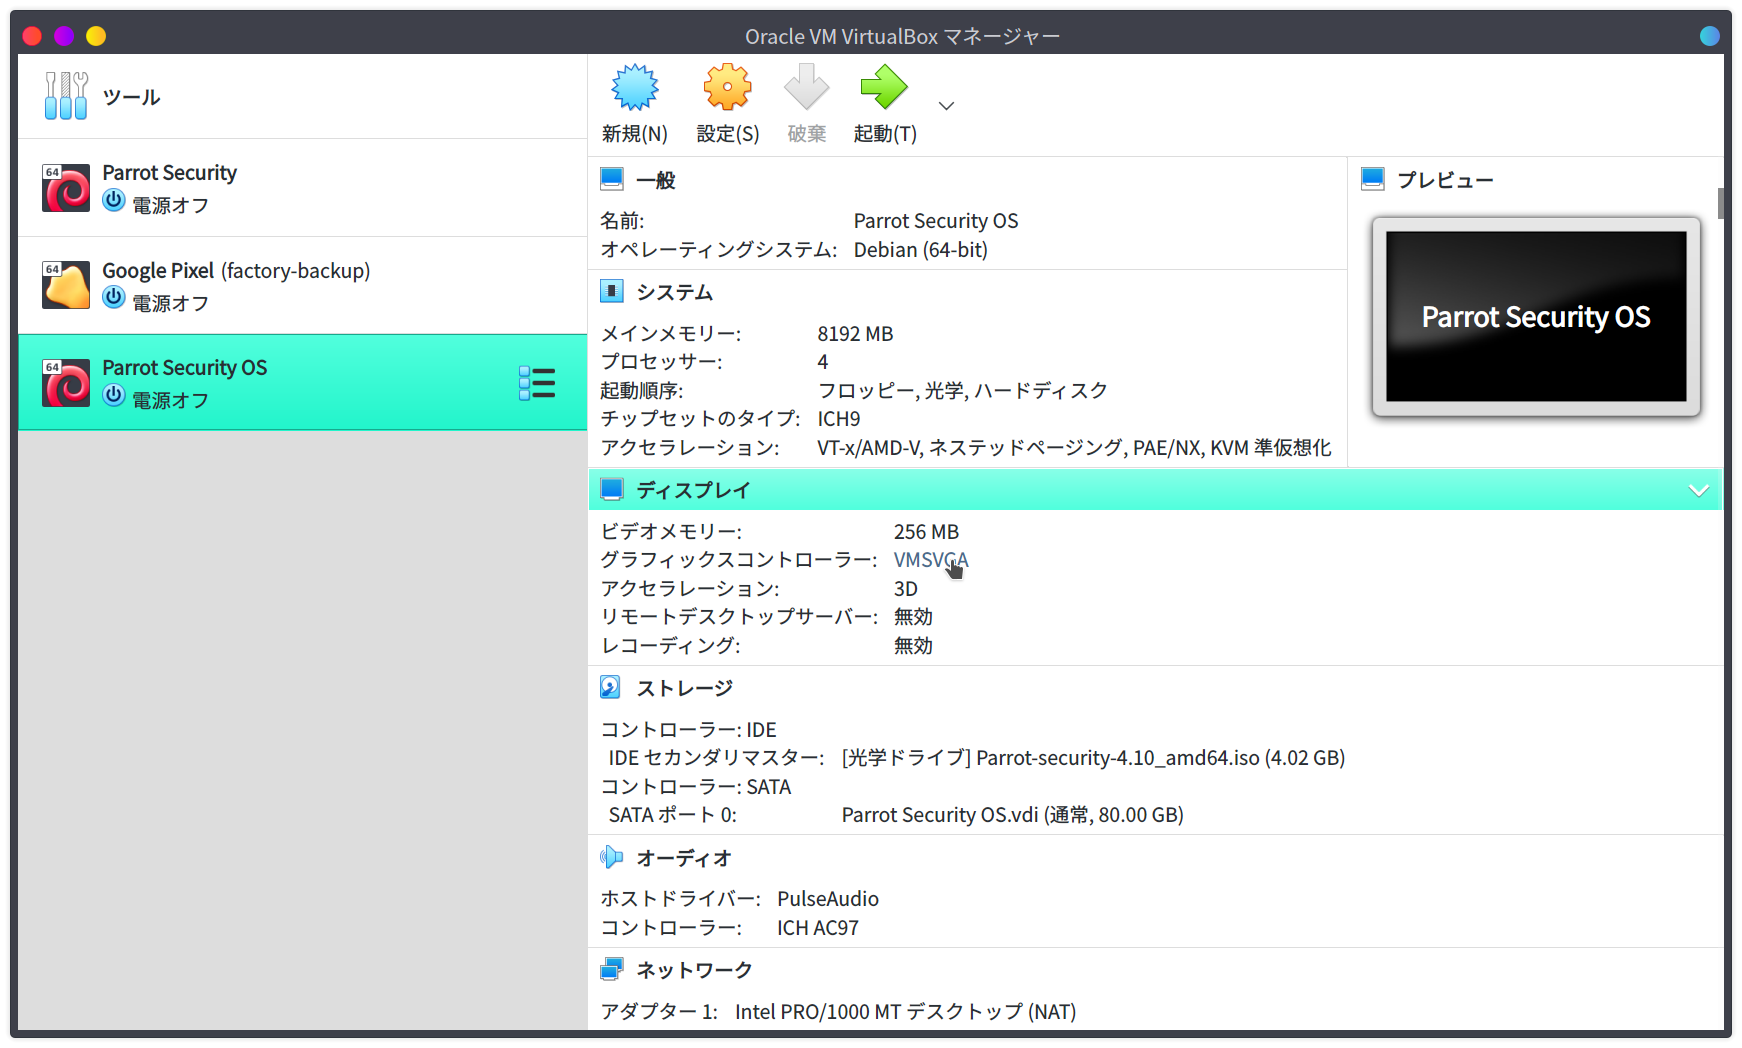 Oracle VM VirtualBox マネージャー
ツール
64
Parrot Security
電源オフ
64
Google Pixel (factory-backup)
電源オフ
64
Parrot Security OS
電源オフ
新規(N) 設定(S) 破棄 起動(T)
一般
名前: Parrot Security OS
オペレーティングシステム: Debian (64-bit)
システム
メインメモリー: 8192 MB
プロセッサー: 4
起動順序: フロッピー, 光学, ハードディスク
チップセットのタイプ: ICH9
アクセラレーション: VT-x/AMD-V, ネステッドページング, PAE/NX, KVM 準仮想化
プレビュー
Parrot Security OS
ディスプレイ
ビデオメモリー: 256 MB
グラフィックスコントローラー: VMSVGA
アクセラレーション: 3D
リモートデスクトップサーバー: 無効
レコーディング: 無効
ストレージ
コントローラー: IDE
IDE セカンダリマスター: [光学ドライブ] Parrot-security-4.10_amd64.iso (4.02 GB)
コントローラー: SATA
SATA ポート 0: Parrot Security OS.vdi (通常, 80.00 GB)
オーディオ
ホストドライバー: PulseAudio
コントローラー: ICH AC97
ネットワーク
アダプター 1: Intel PRO/1000 MT デスクトップ (NAT)